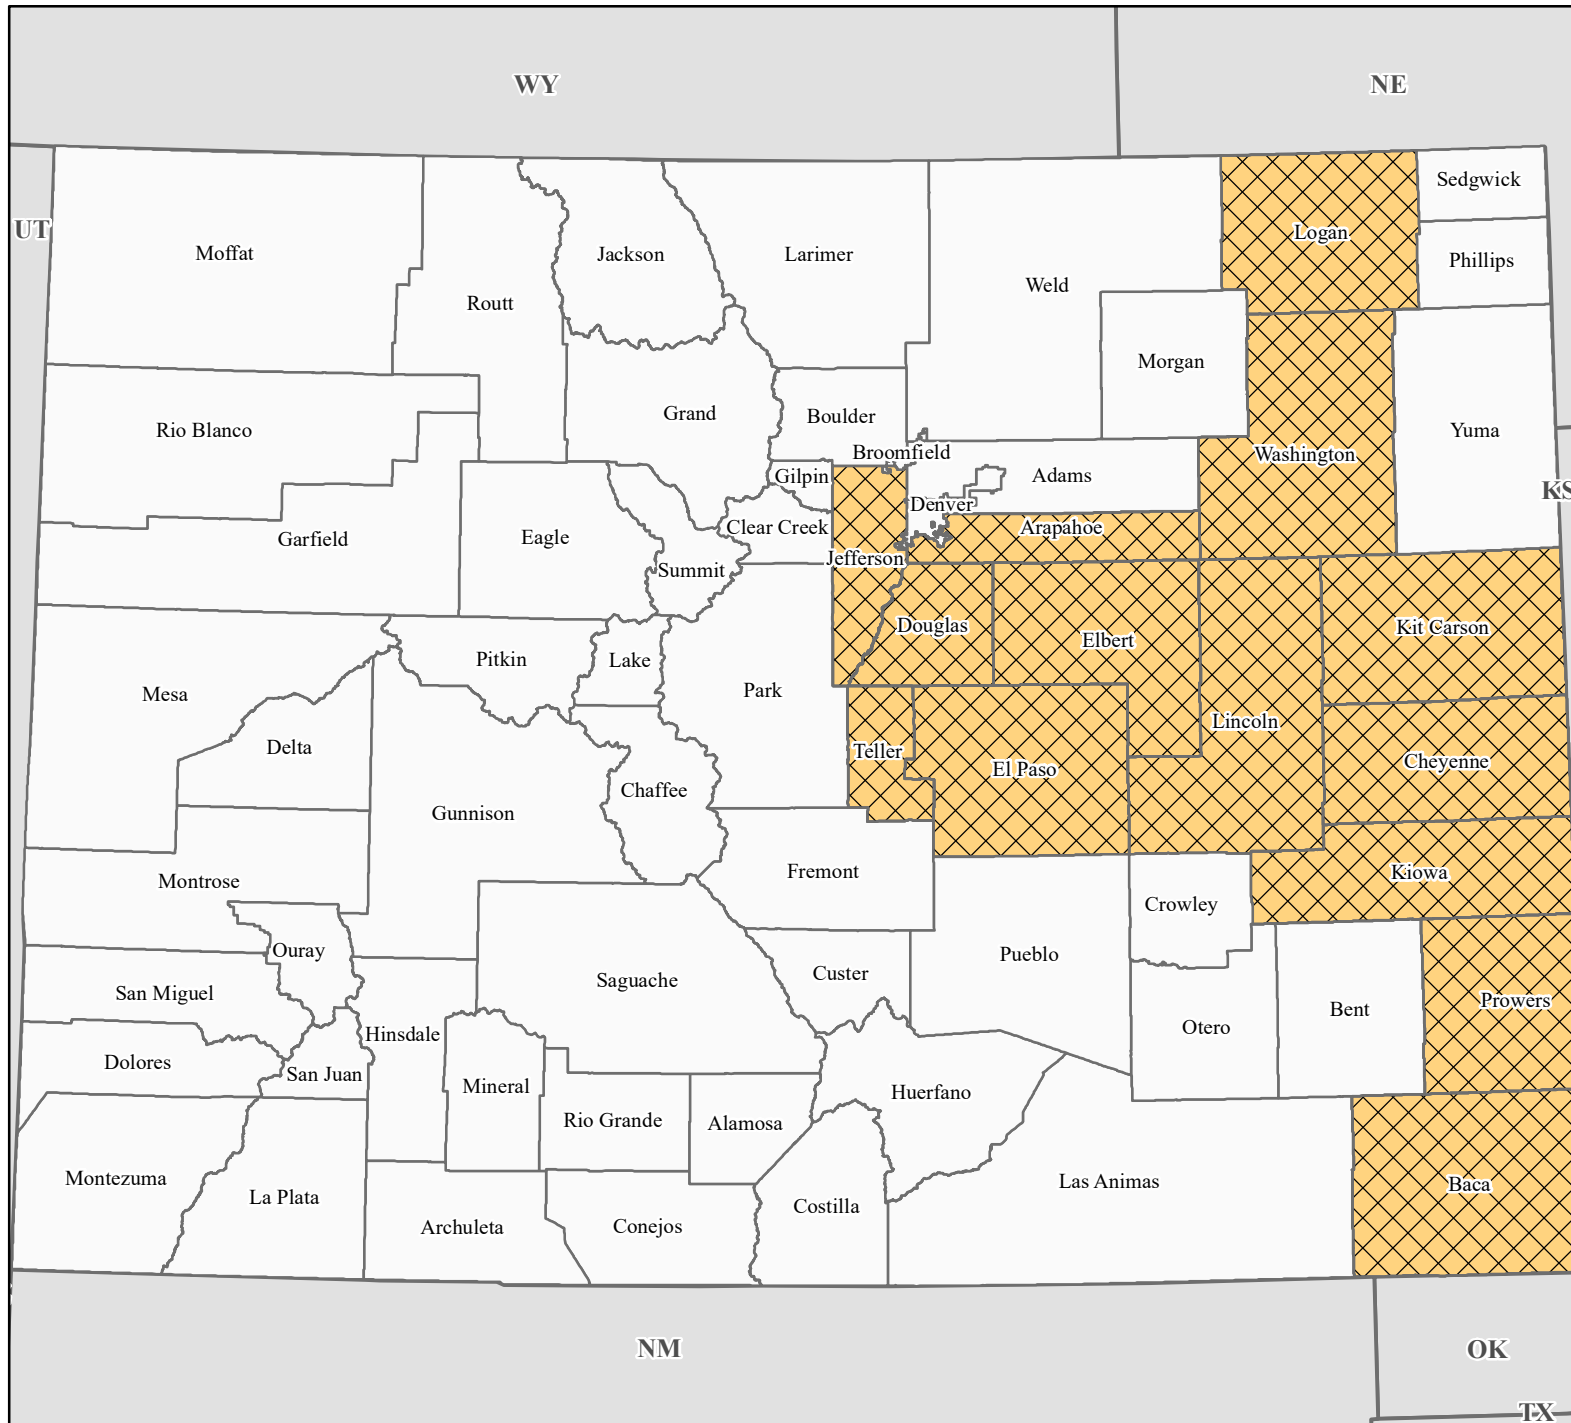 WY
NE
Sedgwick
UT
Logan
Moffat
Jackson
Larimer
Phillips
Weld
Routt
Morgan
Grand
Boulder
Rio Blanco
Yuma
Broomfield
Washington
Gilpin
Adams
KS
Denver
Clear Creek
Arapahoe
Garfield
Eagle
Jefferson
Summit
Douglas
Kit Carson
Elbert
Pitkin
Lake
Mesa
Park
Lincoln
Delta
Teller
Cheyenne
El Paso
Chaffee
Gunnison
Fremont
Kiowa
Montrose
Crowley
Ouray
Pueblo
Custer
Saguache
San Miguel
Prowers
Bent
Otero
Hinsdale
Dolores
San Juan
Mineral
Huerfano
Rio Grande
Alamosa
Montezuma
Las Animas
Baca
La Plata
Costilla
Archuleta
Conejos
NM
OK
TX